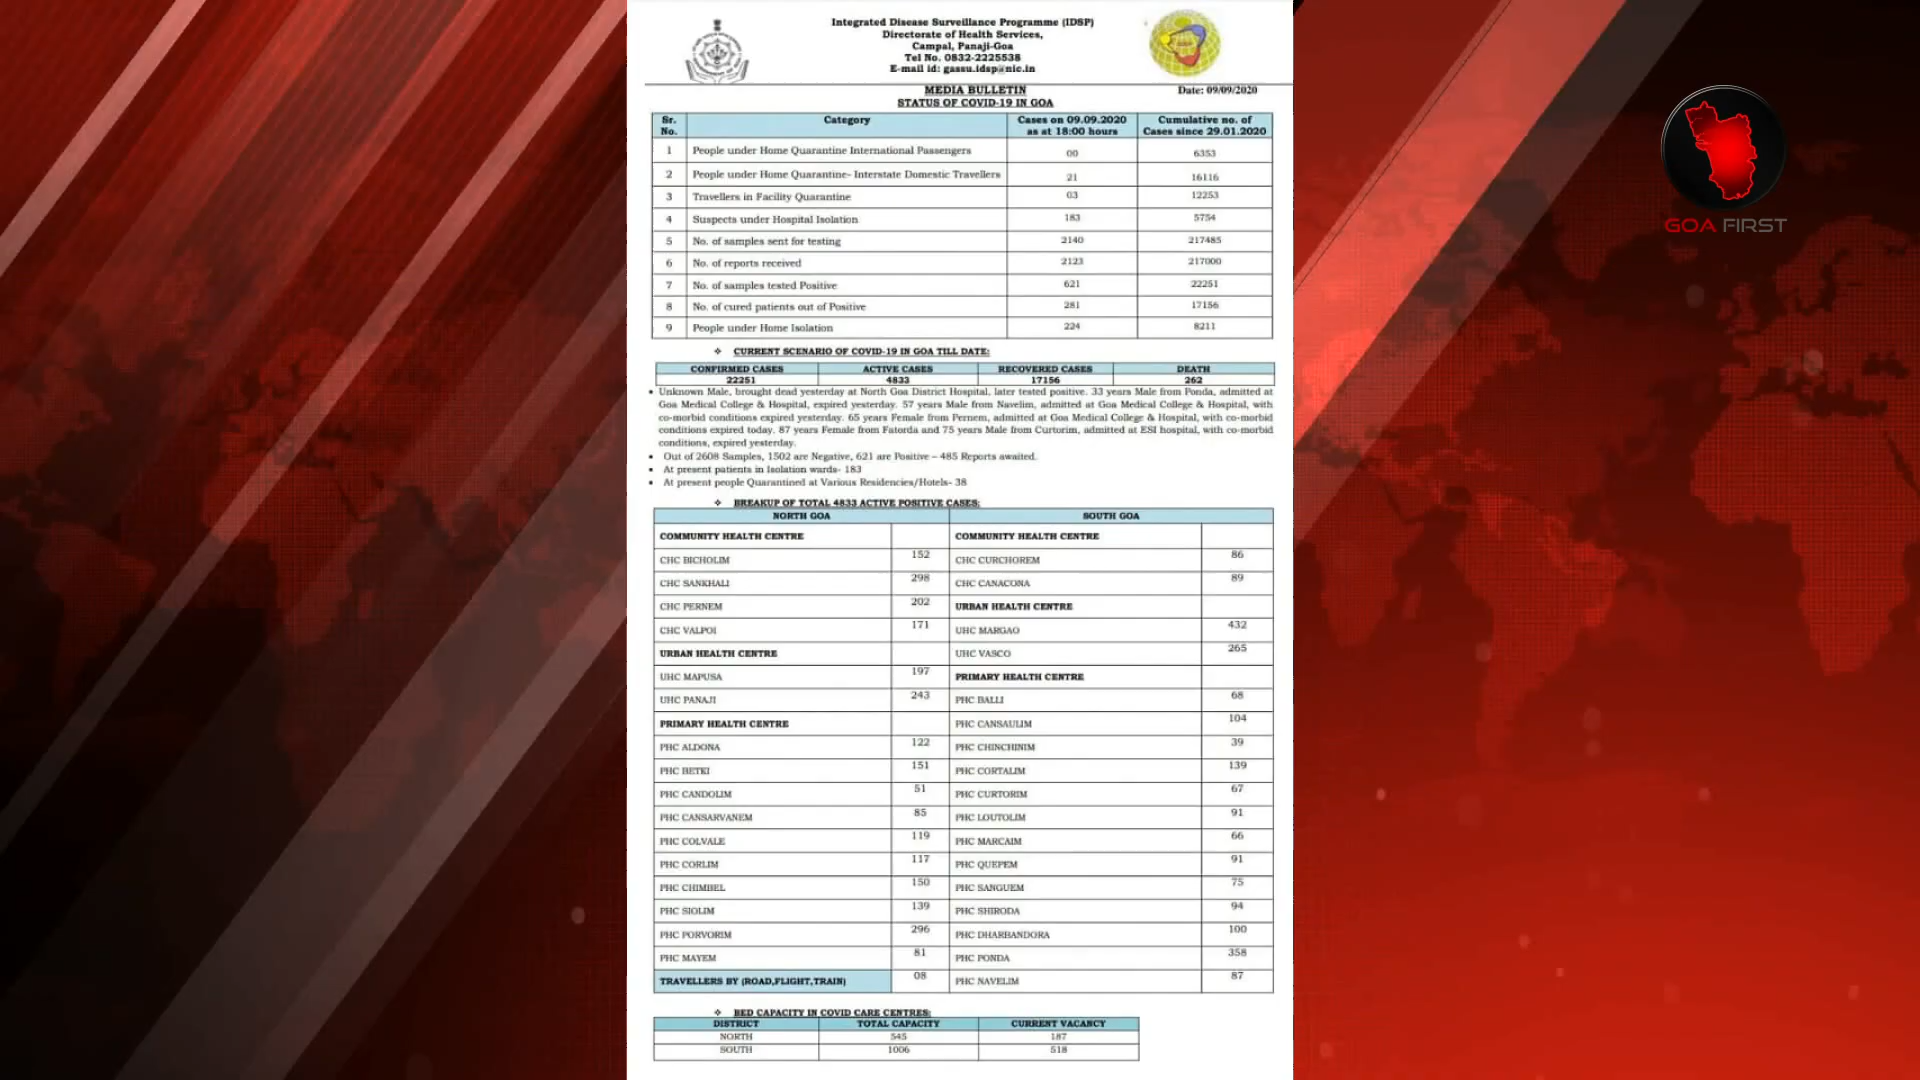 Integrated Disease Surveillance Programme (IDSP)
Directorate of Health Services,
Campal, Panaji-Goa
Tel No. 0832-2225538
E-mail id: gassu.idsp@nic.in
MEDIA BULLETIN Date: 09/09/2020
STATUS OF COVID-19 IN GOA
Sr. No. Category Cases on 09.09.2020 as at 18:00 hours Cumulative no. of Cases since 29.01.2020
1 People under Home Quarantine International Passengers 00 6353
2 People under Home Quarantine- Interstate Domestic Travellers 21 16116
3 Travellers in Facility Quarantine 03 12253
4 Suspects under Hospital Isolation 183 5754
5 No. of samples sent for testing 2140 217485
6 No. of reports received 2123 217000
7 No. of samples tested Positive 621 22251
8 No. of cured patients out of Positive 281 17156
9 People under Home Isolation 224 8211
❖ CURRENT SCENARIO OF COVID-19 IN GOA TILL DATE:
CONFIRMED CASES ACTIVE CASES RECOVERED CASES DEATH
22251 4833 17156 262
• Unknown Male, brought dead yesterday at North Goa District Hospital, later tested positive. 33 years Male from Ponda, admitted at
Goa Medical College & Hospital, expired yesterday. 57 years Male from Navelim, admitted at Goa Medical College & Hospital, with
co-morbid conditions expired yesterday. 65 years Female from Pernem, admitted at Goa Medical College & Hospital, with co-morbid
conditions expired today. 87 years Female from Fatorda and 75 years Male from Curtorim, admitted at ESI hospital, with co-morbid
conditions, expired yesterday.
• Out of 2608 Samples, 1502 are Negative, 621 are Positive – 485 Reports awaited.
• At present patients in Isolation wards- 183
• At present people Quarantined at Various Residencies/Hotels- 38
❖ BREAKUP OF TOTAL 4833 ACTIVE POSITIVE CASES:
NORTH GOA SOUTH GOA
COMMUNITY HEALTH CENTRE COMMUNITY HEALTH CENTRE
CHC BICHOLIM 152 CHC CURCHOREM 86
CHC SANKHALI 298 CHC CANACONA 89
CHC PERNEM 202 URBAN HEALTH CENTRE
CHC VALPOI 171 UHC MARGAO 432
URBAN HEALTH CENTRE UHC VASCO 265
UHC MAPUSA 197 PRIMARY HEALTH CENTRE
UHC PANAJI 243 PHC BALLI 68
PRIMARY HEALTH CENTRE PHC CANSAULIM 104
PHC ALDONA 122 PHC CHINCHINIM 39
PHC BETKI 151 PHC CORTALIM 139
PHC CANDOLIM 51 PHC CURTORIM 67
PHC CANSARVANEM 85 PHC LOUTOLIM 91
PHC COLVALE 119 PHC MARCAIM 66
PHC CORLIM 117 PHC QUEPEM 91
PHC CHIMBEL 150 PHC SANGUEM 75
PHC SIOLIM 139 PHC SHIRODA 94
PHC PORVORIM 296 PHC DHARBANDORA 100
PHC MAYEM 81 PHC PONDA 358
TRAVELLERS BY (ROAD,FLIGHT,TRAIN) 08 PHC NAVELIM 87
❖ BED CAPACITY IN COVID CARE CENTRES:
DISTRICT TOTAL CAPACITY CURRENT VACANCY
NORTH 545 187
SOUTH 1006 518
GOA FIRST